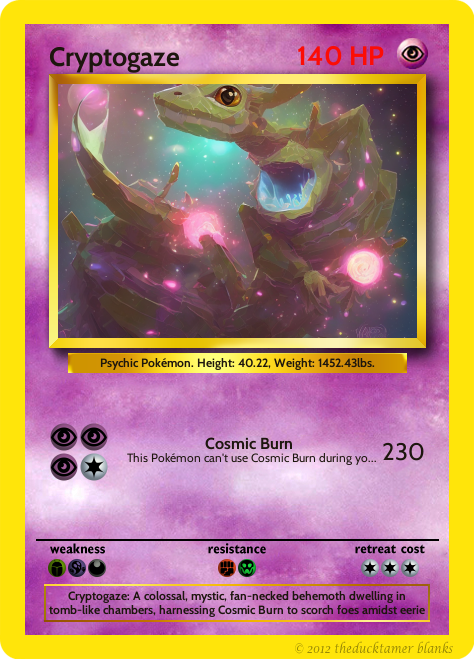 Cryptogaze 140 HP
Psychic Pokémon. Height: 40.22, Weight: 1452.43lbs.
Cosmic Burn
This Pokémon can't use Cosmic Burn during yo... 230
weakness resistance retreat cost
Cryptogaze: A colossal, mystic, fan-necked behemoth dwelling in
tomb-like chambers, harnessing Cosmic Burn to scorch foes amidst eerie
© 2012 theducktamer blanks